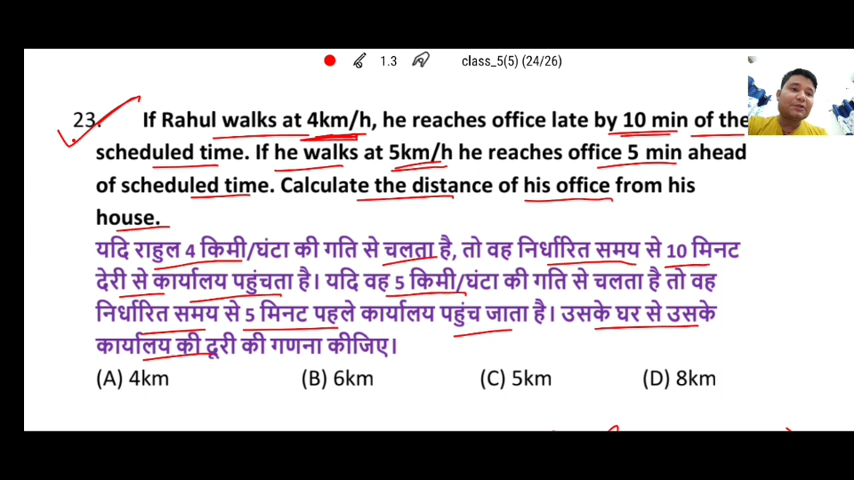 1.3 class_5(5) (24/26)
23. If Rahul walks at 4km/h, he reaches office late by 10 min of the
scheduled time. If he walks at 5km/h he reaches office 5 min ahead
of scheduled time. Calculate the distance of his office from his
house.
यदि राहुल 4 किमी/घंटा की गति से चलता है, तो वह निर्धारित समय से 10 मिनट
देरी से कार्यालय पहुंचता है। यदि वह 5 किमी/घंटा की गति से चलता है तो वह
निर्धारित समय से 5 मिनट पहले कार्यालय पहुंच जाता है। उसके घर से उसके
कार्यालय की दूरी की गणना कीजिए।
(A) 4km (B) 6km (C) 5km (D) 8km